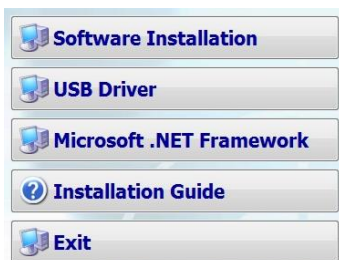 Software Installation
USB Driver
Microsoft .NET Framework
Installation Guide
Exit